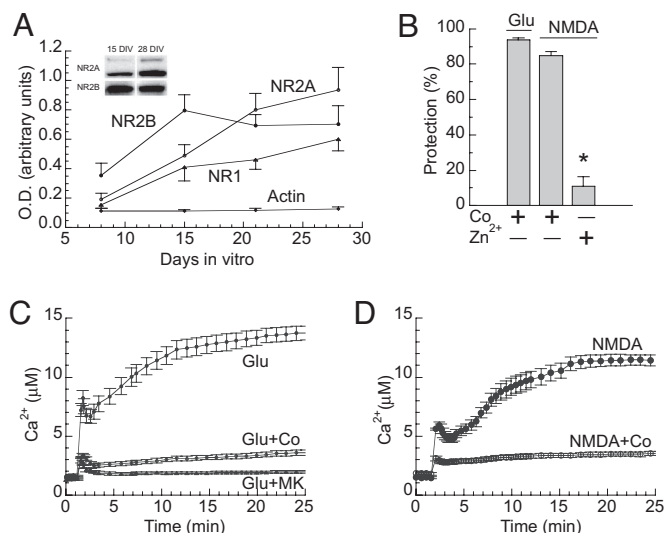 A
15 DIV 28 DIV
NR2A
NR2B
O.D. (arbitrary units)
1.2
1.0
0.8
0.6
0.4
0.2
0
NR2B
NR2A
NR1
Actin
5 10 15 20 25 30
Days in vitro
B
Glu NMDA
Protection (%)
100
80
60
40
20
0
*
Co + + —
Zn2+ — — +
C
Ca2+ (μM)
15
10
5
0
Glu
Glu+Co
Glu+MK
0 5 10 15 20 25
Time (min)
D
Ca2+(μM)
15
10
5
0
NMDA
NMDA+Co
0 5 10 15 20 25
Time (min)